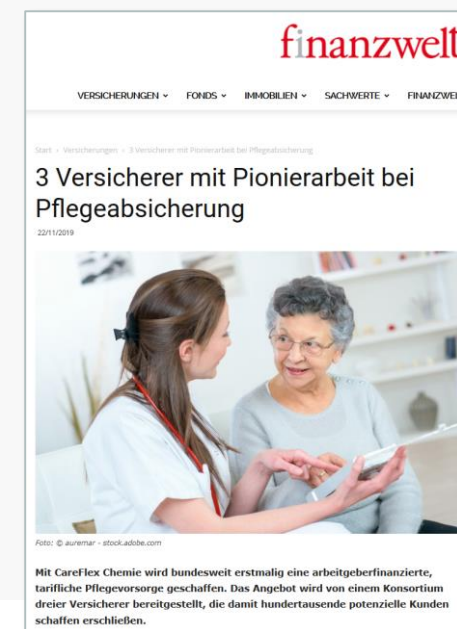 finanzwelt
VERSICHERUNGEN
FONDS
IMMOBILIEN
SACHWERTE
Start › Versicherungen › 3 Versicherer mit Pionierarbeit bei Pflegeabsicherung
3 Versicherer mit Pionierarbeit bei
Pflegeabsicherung
22/11/2019
Foto: © auremar - stock.adobe.com
Mit CareFlex Chemie wird bundesweit erstmalig eine arbeitgeberfinanzierte,
tarifliche Pflegevorsorge geschaffen. Das Angebot wird von einem Konsortium
dreier Versicherer bereitgestellt, die damit hunderttausende potenzielle Kunden
schaffen erschließen.